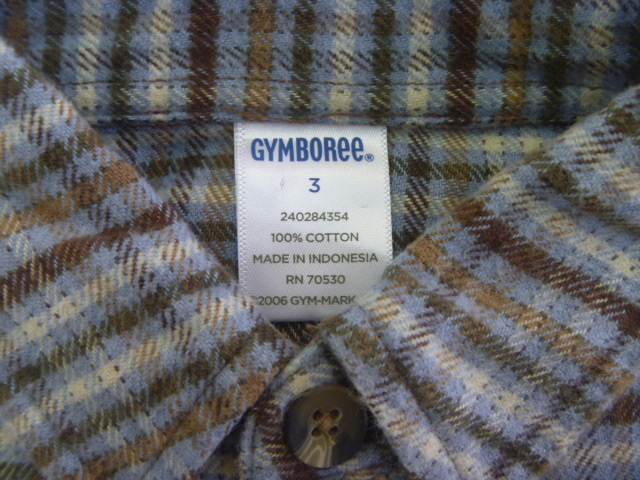 GYMBOREE®
3
240284354
100% COTTON
MADE IN INDONESIA
RN 70530
2006 GYM-MARK